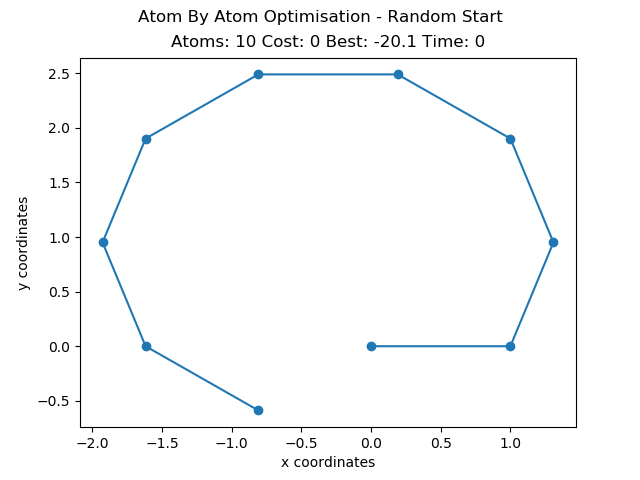 Atom By Atom Optimisation - Random Start
Atoms: 10 Cost: 0 Best: -20.1 Time: 0
2.5
2.0
1.5
1.0
0.5
0.0
−0.5
y coordinates
−2.0 −1.5 −1.0 −0.5 0.0 0.5 1.0
x coordinates